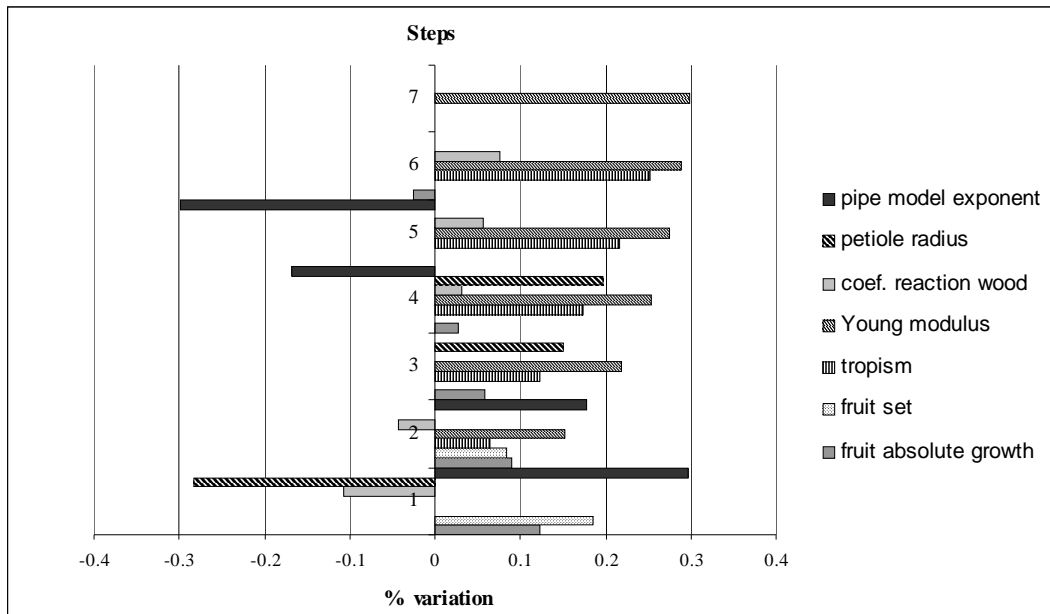 Steps
7
6
5
4
3
2
1
-0.4 -0.3 -0.2 -0.1 0 0.1 0.2 0.3 0.4
% variation
pipe model exponent
petiole radius
coef. reaction wood
Young modulus
tropism
fruit set
fruit absolute growth